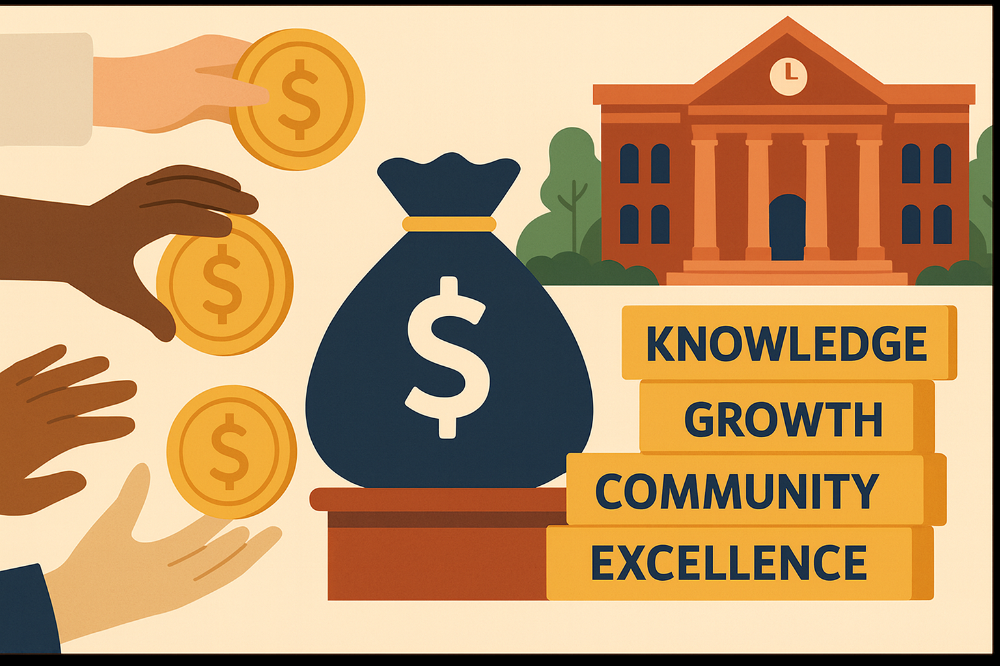 $
$
$
$
KNOWLEDGE
GROWTH
COMMUNITY
EXCELLENCE